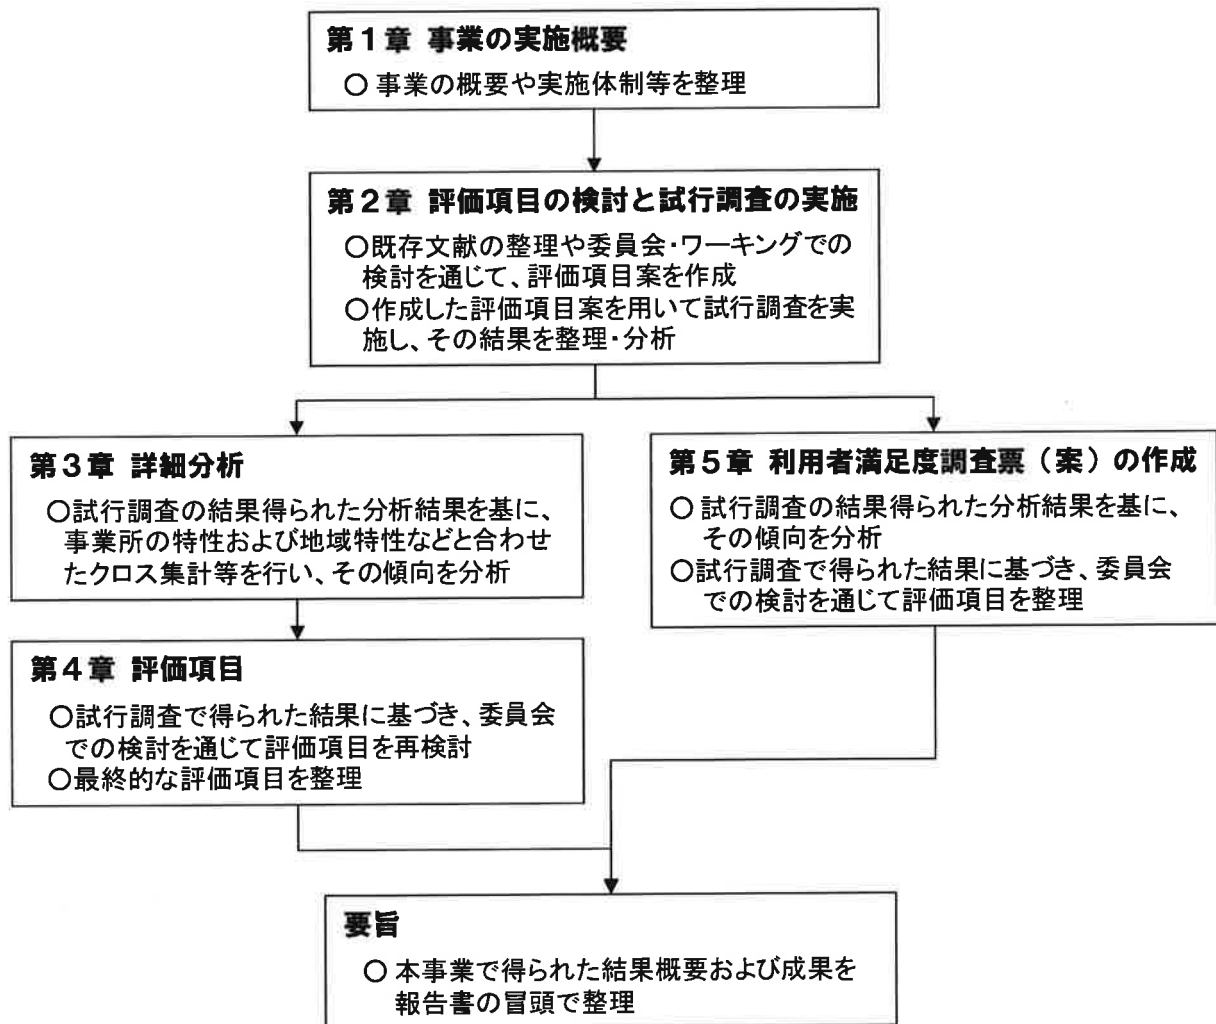 第1章 事業の実施概要
○ 事業の概要や実施体制等を整理
第2章 評価項目の検討と試行調査の実施
○既存文献の整理や委員会・ワーキングでの
検討を通じて、評価項目案を作成
○作成した評価項目案を用いて試行調査を実
施し、その結果を整理・分析
第3章 詳細分析
○試行調査の結果得られた分析結果を基に、
事業所の特性および地域特性などと合わせ
たクロス集計等を行い、その傾向を分析
第4章 評価項目
○試行調査で得られた結果に基づき、委員会
での検討を通じて評価項目を再検討
○最終的な評価項目を整理
第5章 利用者満足度調査票（案）の作成
○ 試行調査の結果得られた分析結果を基に、
その傾向を分析
○試行調査で得られた結果に基づき、委員会
での検討を通じて評価項目を整理
要旨
○ 本事業で得られた結果概要および成果を
報告書の冒頭で整理